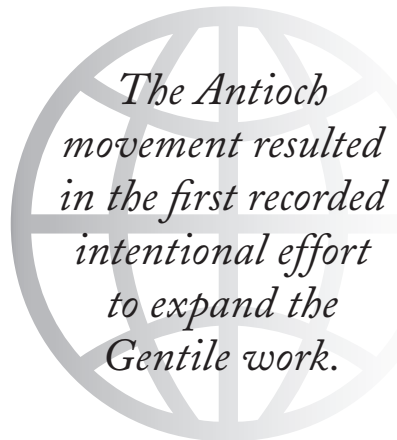 The Antioch
movement resulted
in the first recorded
intentional effort
to expand the
Gentile work.